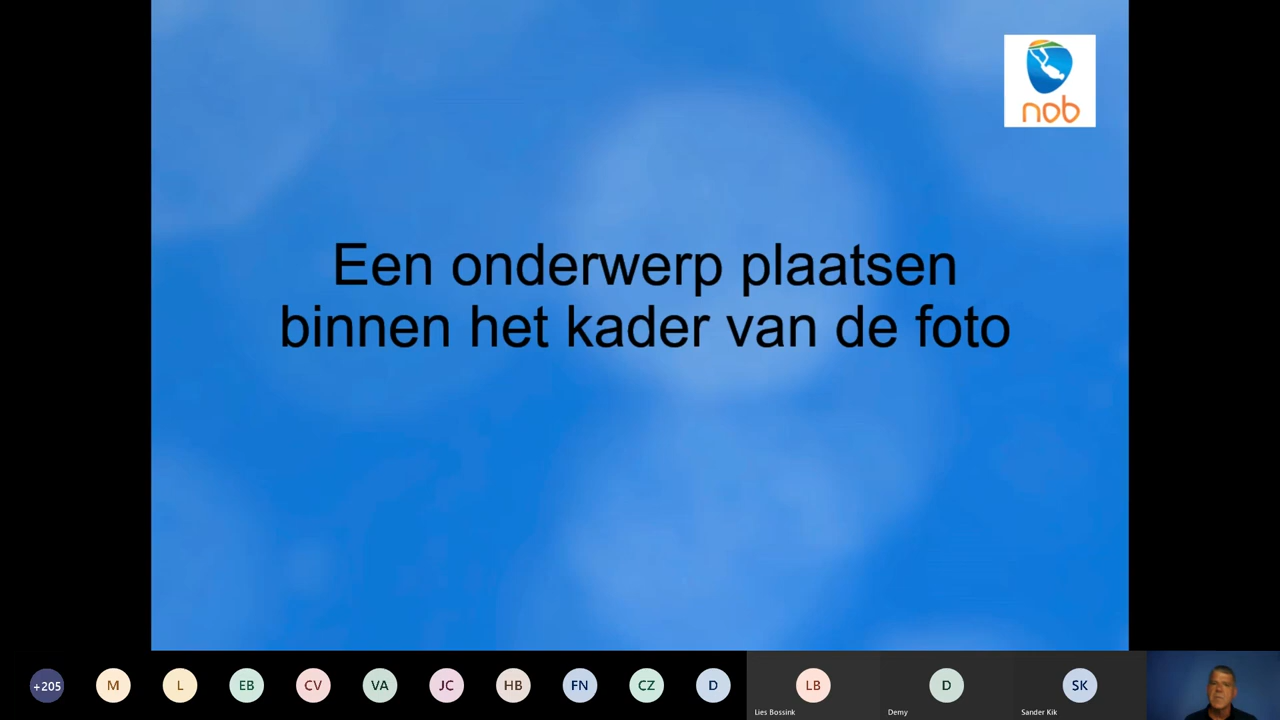 nob
Een onderwerp plaatsen
binnen het kader van de foto
+205
M
L
EB
CV
VA
JC
HB
FN
CZ
D
LB
Lies Bossink
D
Demy
SK
Sander Kik